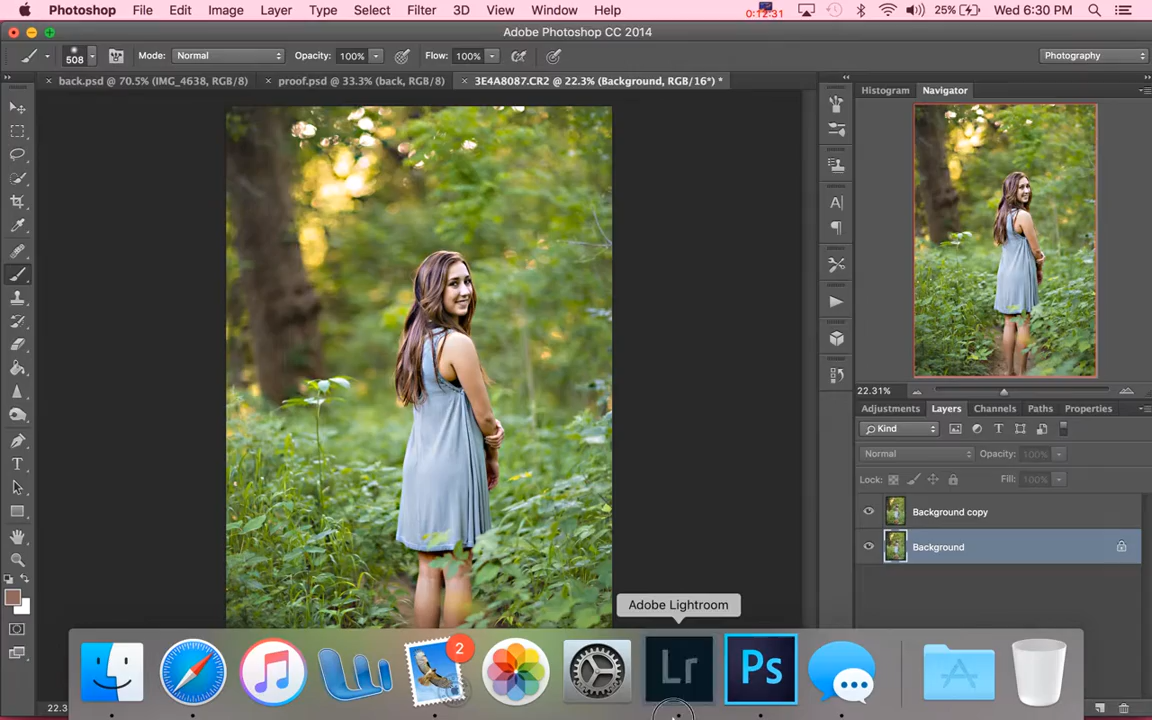 Photoshop File Edit Image Layer Type Select Filter 3D View Window Help 0:12:31 25% Wed 6:30 PM
Adobe Photoshop CC 2014
508 Mode: Normal Opacity: 100% Flow: 100% Photography
back.psd @ 70.5% (IMG_4638, RGB/8) proof.psd @ 33.3% (back, RGB/8) 3E4A8087.CR2 @ 22.3% (Background, RGB/16*) *
Histogram Navigator
22.31%
Adjustments Layers Channels Paths Properties
Kind
Normal Opacity: 100%
Lock: Fill: 100%
Background copy
Background
Adobe Lightroom
2
Lr
Ps
22.3